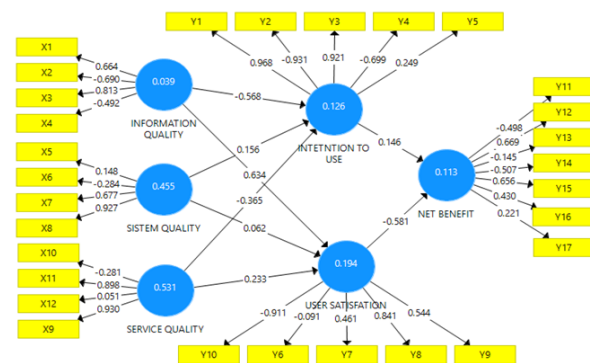 Y1
Y2
Y3
Y4
Y5
0.968
-0.931
0.921
-0.699
0.249
X1
X2
X3
X4
0.664
-0.690
0.813
-0.492
0.039
INFORMATION
QUALITY
-0.568
0.634
0.126
INTETNTION TO
USE
0.146
X5
X6
X7
X8
0.148
-0.284
0.677
0.927
0.455
SISTEM QUALITY
0.156
0.062
-0.365
X10
X11
X12
X9
-0.281
0.898
0.051
0.930
0.531
SERVICE QUALITY
0.233
0.194
USER SATISFATION
-0.581
0.113
NET BENEFIT
-0.498
0.669
-0.145
-0.507
0.656
0.430
0.221
Y11
Y12
Y13
Y14
Y15
Y16
Y17
-0.911
-0.091
0.461
0.841
0.544
Y10
Y6
Y7
Y8
Y9